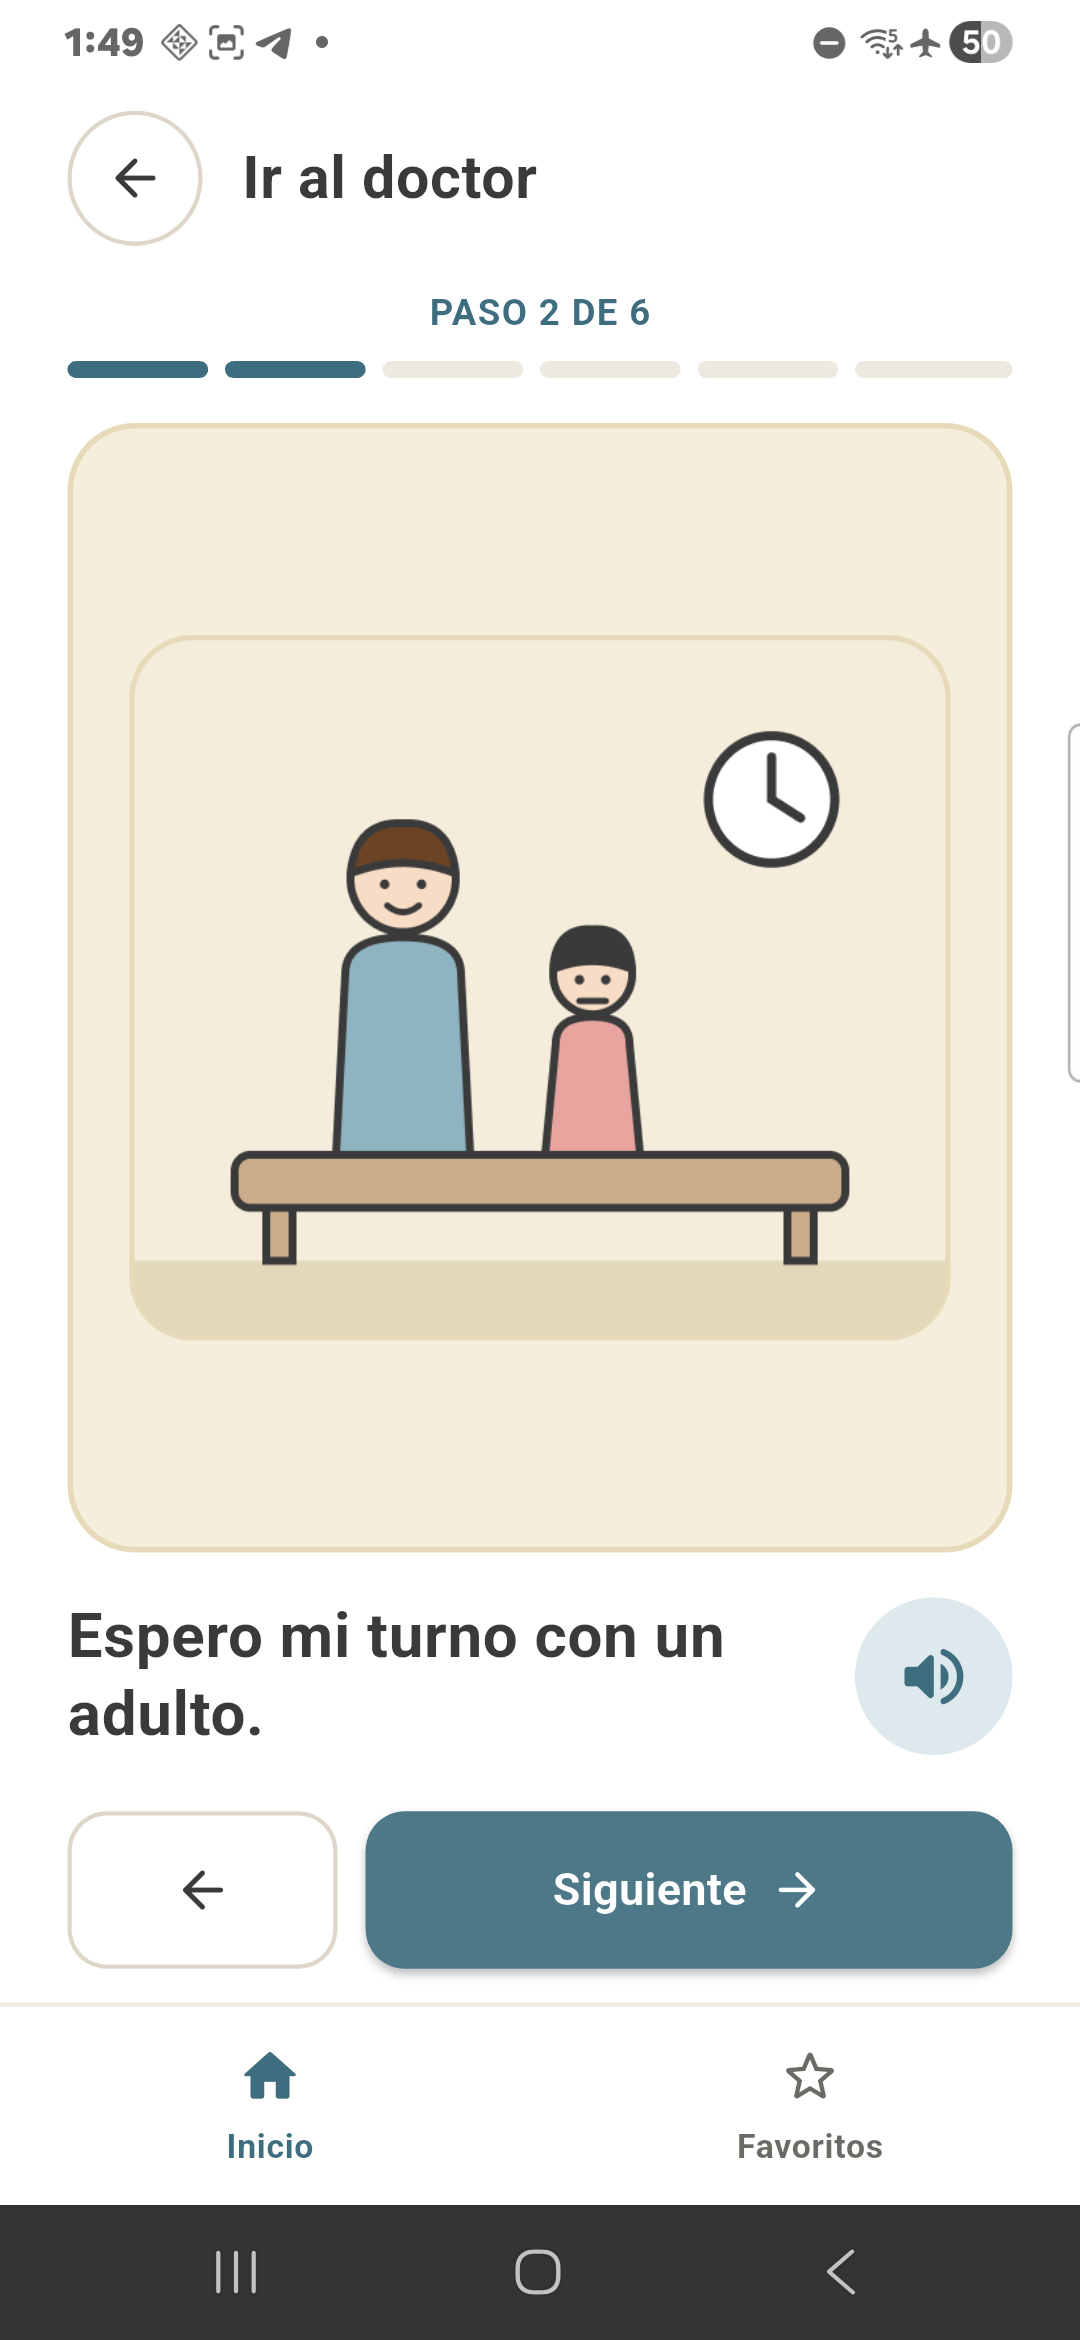 1:49
5
50
Ir al doctor
PASO 2 DE 6
Espero mi turno con un
adulto.
Siguiente
Inicio
Favoritos